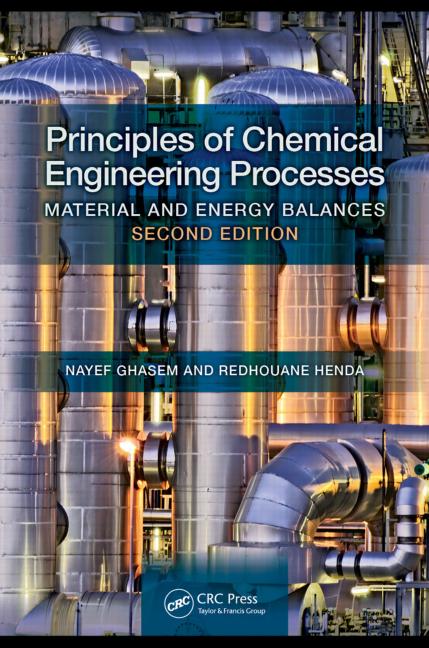 Principles of Chemical
Engineering Processes
MATERIAL AND ENERGY BALANCES
SECOND EDITION
NAYEF GHASEM AND REDHOUANE HENDA
CRC
CRC Press
Taylor & Francis Group